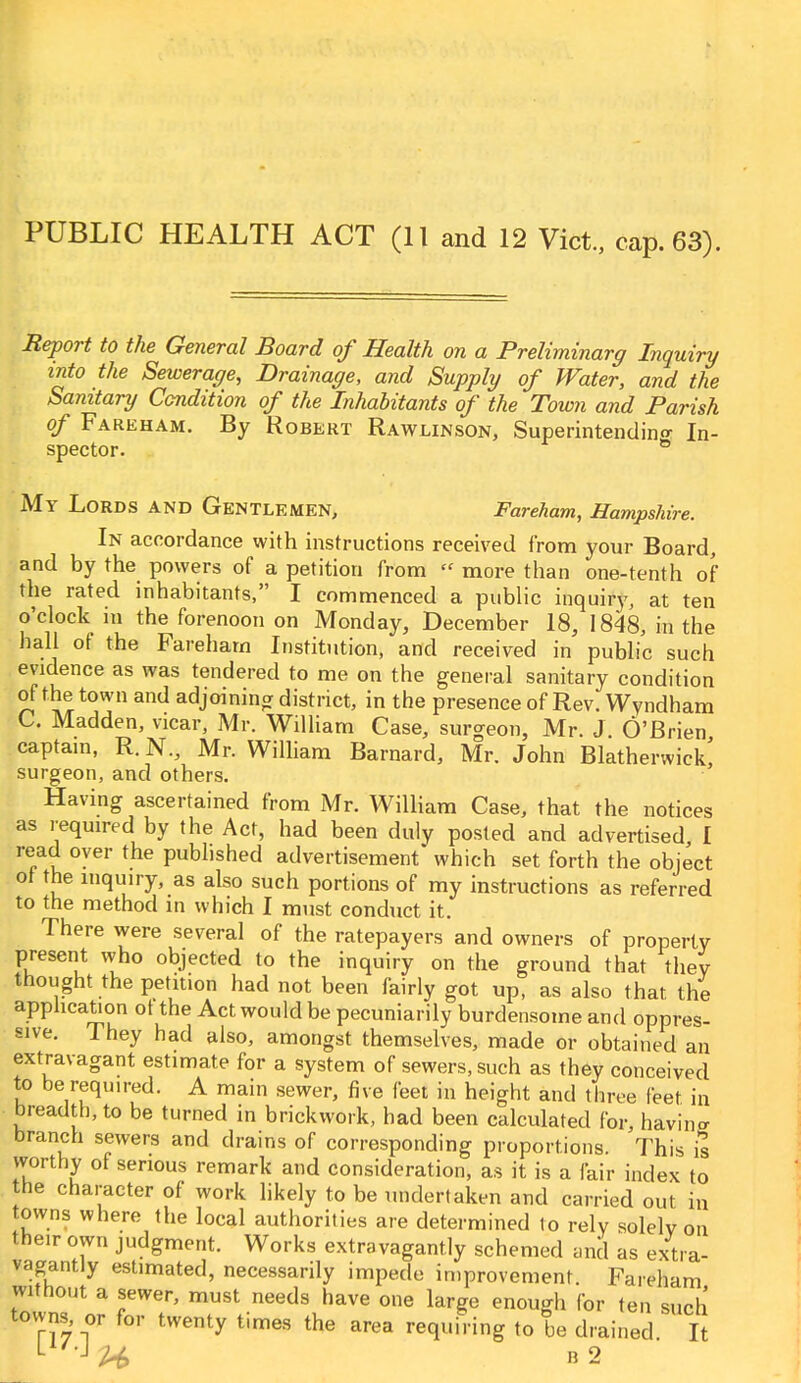 PUBLIC HEALTH ACT (11 and 12 Vict., cap. 63).
Report to the General Board of Health on a Preliminarg Inquiry
into the Sewerage, Drainage, and Supply of Water, and the
Sanitary Condition of the Inhabitants of the Town and Parish
of FAREHAM. By ROBERT RAWLINSON, Superintending In-
spector.
MY LORDS AND GENTLEMEN, Fareham, Hampshire.
IN accordance with instructions received from your Board,
and by the powers of a petition from “ more than one-tenth of
the rated inhabitants,” I commenced a public inquiry, at ten
o'clock in the forenoon on Monday, December 18, 1848, in the
hall of the Fareham Institution, and received in public such
evidence as was tendered to me on the general sanitary condition
of the town and adjoining district, in the presence of Rev. Wyndham
C. Madden, vicar, Mr. William Case, surgeon, Mr. J. O'Brien,
captain, R. N., Mr. William Barnard, Mr. John Blatherwick,
surgeon, and others.
Having ascertained from Mr. William Case, that the notices
as required by the Act, had been duly posted and advertised, I
read over the published advertisement which set forth the object
of the inquiry, as also such portions of my instructions as referred
to the method in which I must conduct it.
There were several of the ratepayers and owners of property
present who objected to the inquiry on the ground that they
thought the petition had not been fairly got up, as also that the
application of the Act would be pecuniarily burdensome and oppres-
sive. They had also, amongst themselves, made or obtained an
extravagant estimate for a system of sewers, such as they conceived
to be required. A main sewer, five feet in height and three feet in
breadth, to be turned in brickwork, had been calculated for, having
branch sewers and drains of corresponding proportions. This is
worthy of serious remark and consideration, as it is a fair index to
the character of work likely to be undertaken and carried out in
towns where the local authorities are determined to rely solely on
their own judgment. Works extravagantly schemed and as extra-
vagantly estimated, necessarily impede improvement. Fareham,
without a sewer, must needs have one large enough for ten such
towns, or for twenty times the area requiring to be drained. It
[17.] 26 B 2